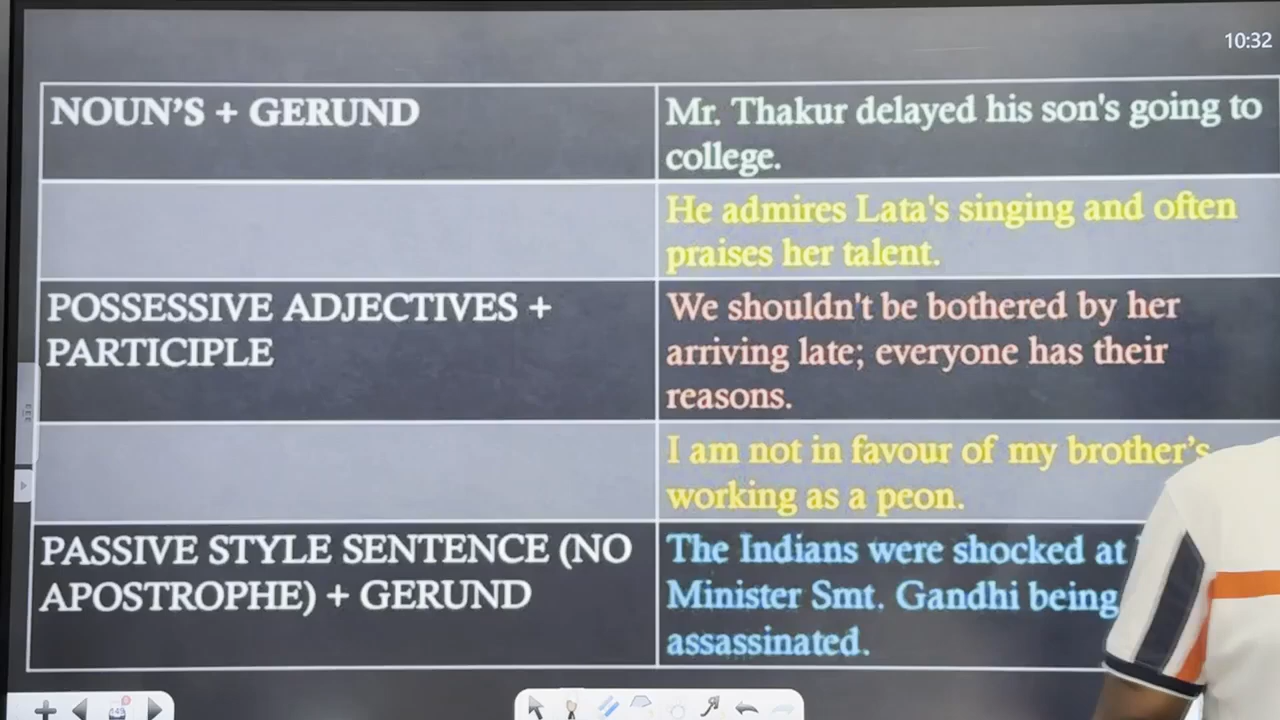 10:32
NOUN'S + GERUND
Mr. Thakur delayed his son's going to
college.
He admires Lata's singing and often
praises her talent.
POSSESSIVE ADJECTIVES +
PARTICIPLE
We shouldn't be bothered by her
arriving late; everyone has their
reasons.
I am not in favour of my brother's
working as a peon.
PASSIVE STYLE SENTENCE (NO
APOSTROPHE) + GERUND
The Indians were shocked at
Minister Smt. Gandhi being
assassinated.